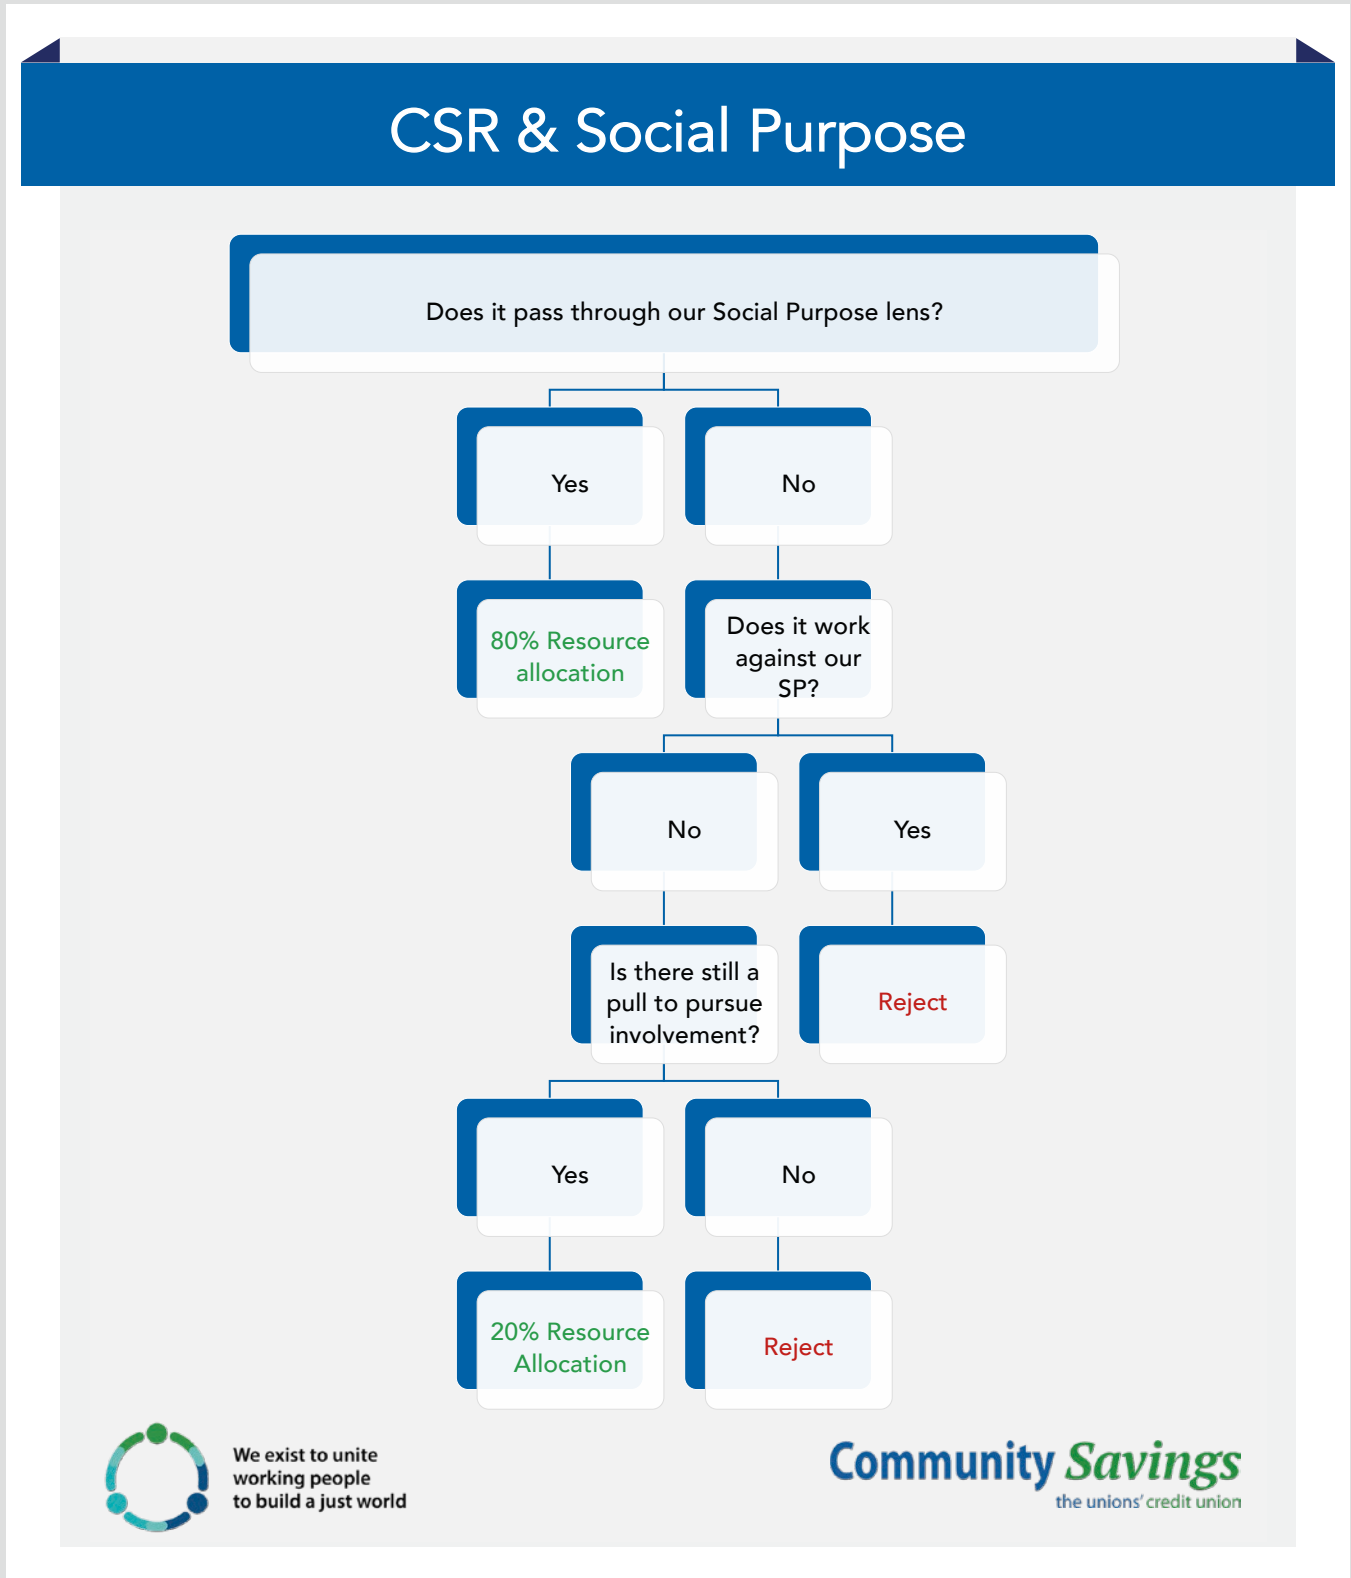 CSR & Social Purpose
Does it pass through our Social Purpose lens?
Yes
No
80% Resource
allocation
Does it work
against our
SP?
No
Yes
Is there still a
pull to pursue
involvement?
Reject
Yes
No
20% Resource
Allocation
Reject
We exist to unite
working people
to build a just world
Community Savings
the unions' credit union